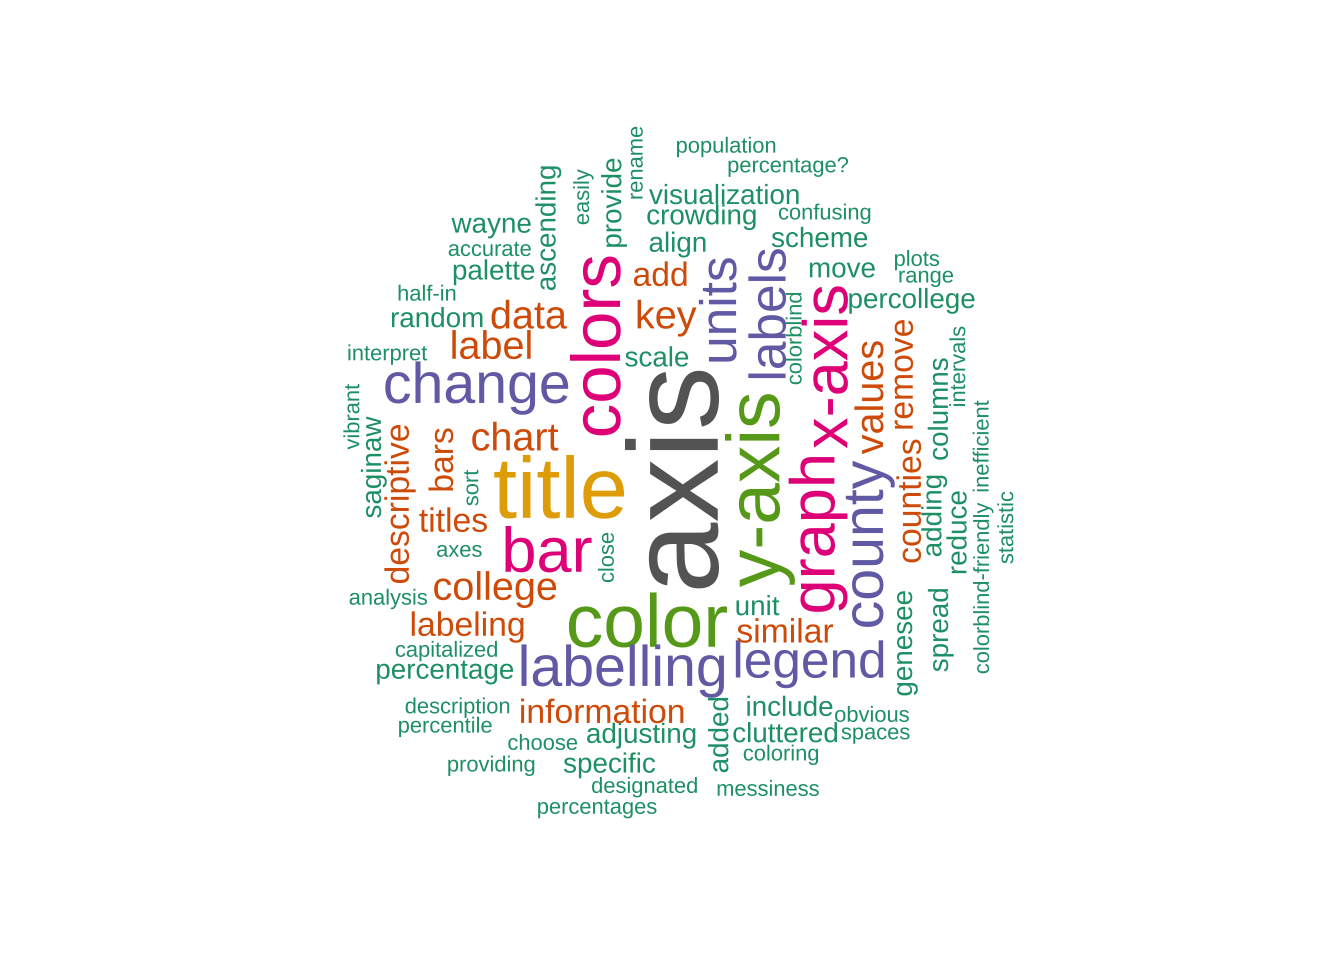 population
percentage?
rename
easily
provide
ascending
visualization
crowding
confusing
wayne
accurate
palette
align
scheme
half-in
random
data
add
key
units
labels
move
plots
range
percollege
colorblind
interpret
label
colors
scale
x-axis
values
remove
intervals
columns
change
vibrant
saginaw
descriptive
bars
chart
sort
title
axis
y-axis
graph
county
counties
adding
reduce
inefficient
colorblind-friendly
statistic
titles
axes
bar
close
college
analysis
labeling
color
unit
similar
capitalized
percentage
labelling
legend
genesee
spread
description
percentile
information
choose
adjusting
added
include
obvious
cluttered
spaces
coloring
providing
specific
designated
messiness
percentages